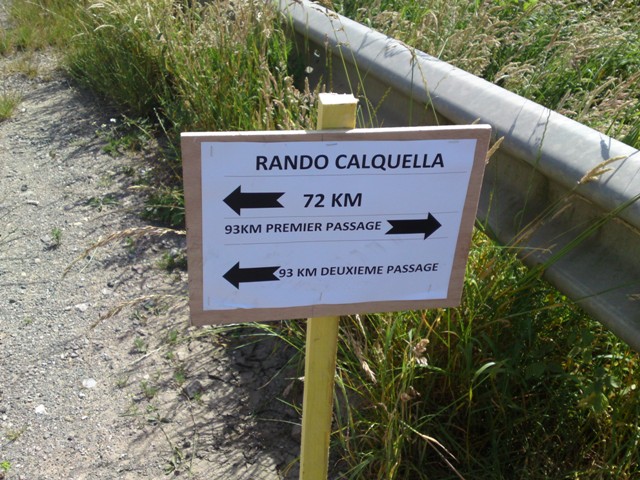 RANDO CALQUELLA
72 KM
93KM PREMIER PASSAGE
93 KM DEUXIEME PASSAGE